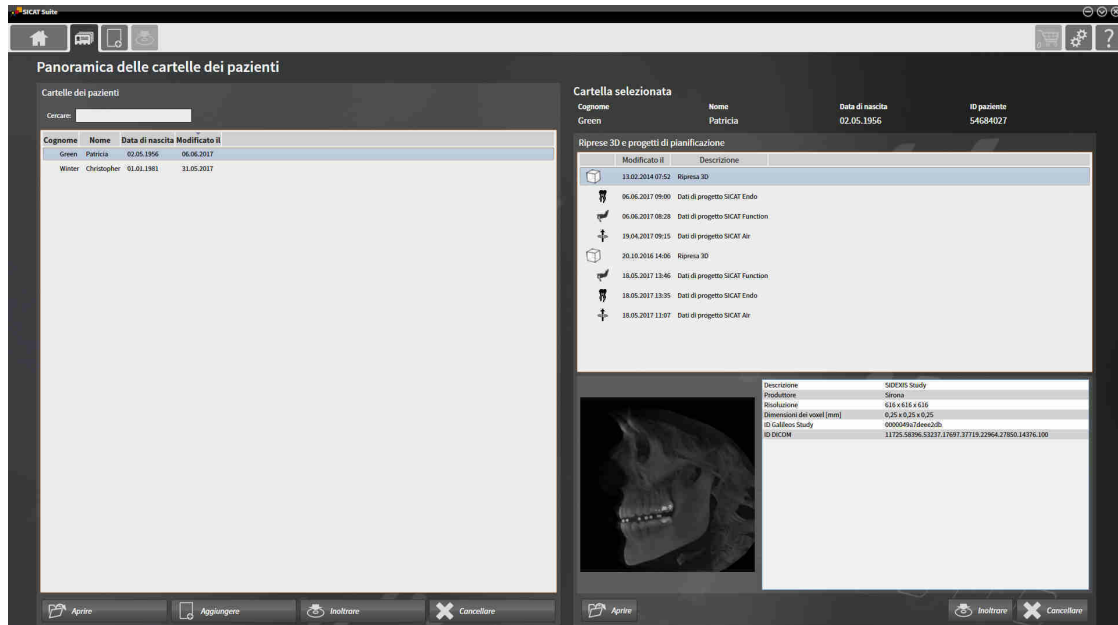 SICAT Suite
Panoramica delle cartelle dei pazienti
Cartelle dei pazienti
Cercare:
Cognome Nome Data di nascita Modificato il
Green Patricia 02.05.1956 06.06.2017
Winter Christopher 01.01.1981 31.05.2017
Aprire Aggiungere Inoltrare Cancellare
Cartella selezionata
Cognome Nome Data di nascita ID paziente
Green Patricia 02.05.1956 54684027
Riprese 3D e progetti di pianificazione
Modificato il Descrizione
13.02.2014 07:52 Ripresa 3D
06.06.2017 09:00 Dati di progetto SICAT Endo
06.06.2017 08:28 Dati di progetto SICAT Function
19.04.2017 09:15 Dati di progetto SICAT Air
20.10.2016 14:06 Ripresa 3D
18.05.2017 13:46 Dati di progetto SICAT Function
18.05.2017 13:35 Dati di progetto SICAT Endo
18.05.2017 11:07 Dati di progetto SICAT Air
Descrizione SIDEXIS Study
Produttore Sirona
Risoluzione 616 x 616 x 616
Dimensioni dei voxel [mm] 0,25 x 0,25 x 0,25
ID Galileos Study 0000049a7deee2db
ID DICOM 11725.58396.53237.17697.37719.22964.27850.14376.100
Aprire Inoltrare Cancellare